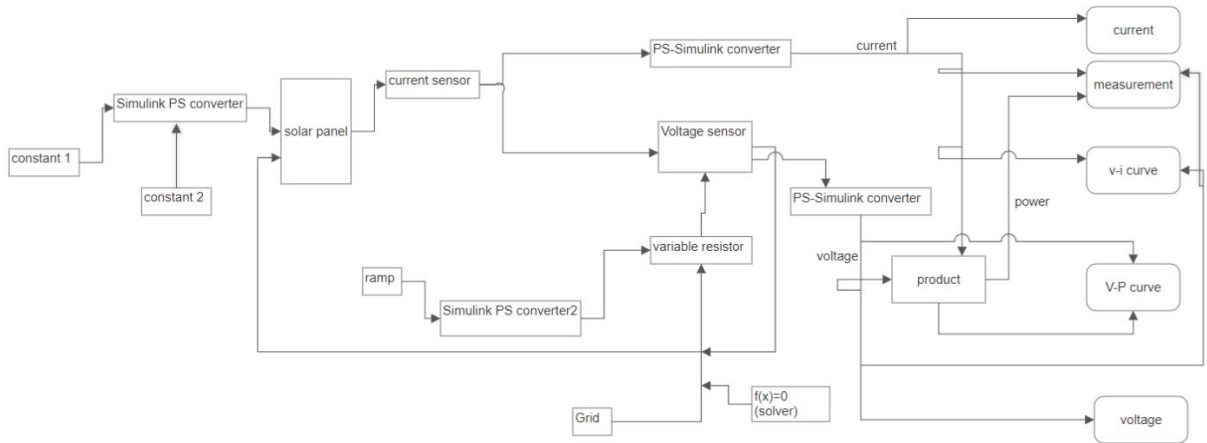 current
PS-Simulink converter
current
current sensor
measurement
Simulink PS converter
solar panel
Voltage sensor
constant 1
v-i curve
constant 2
PS-Simulink converter
power
variable resistor
voltage
ramp
product
V-P curve
Simulink PS converter2
f(x)=0
(solver)
Grid
voltage